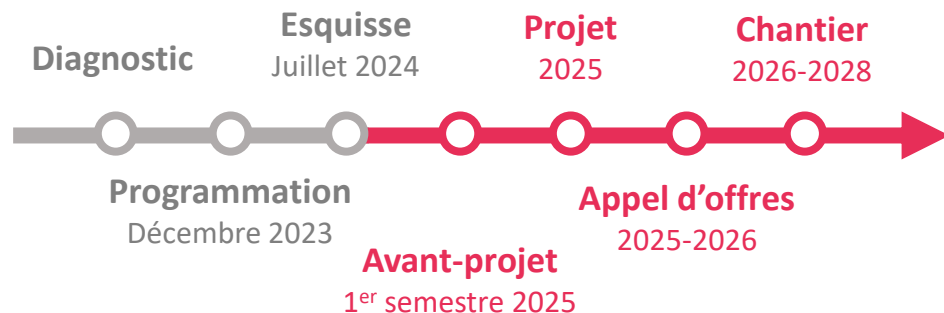 Diagnostic
Programmation
Décembre 2023
Esquisse
Juillet 2024
Avant-projet
1er semestre 2025
Projet
2025
Appel d’offres
2025-2026
Chantier
2026-2028